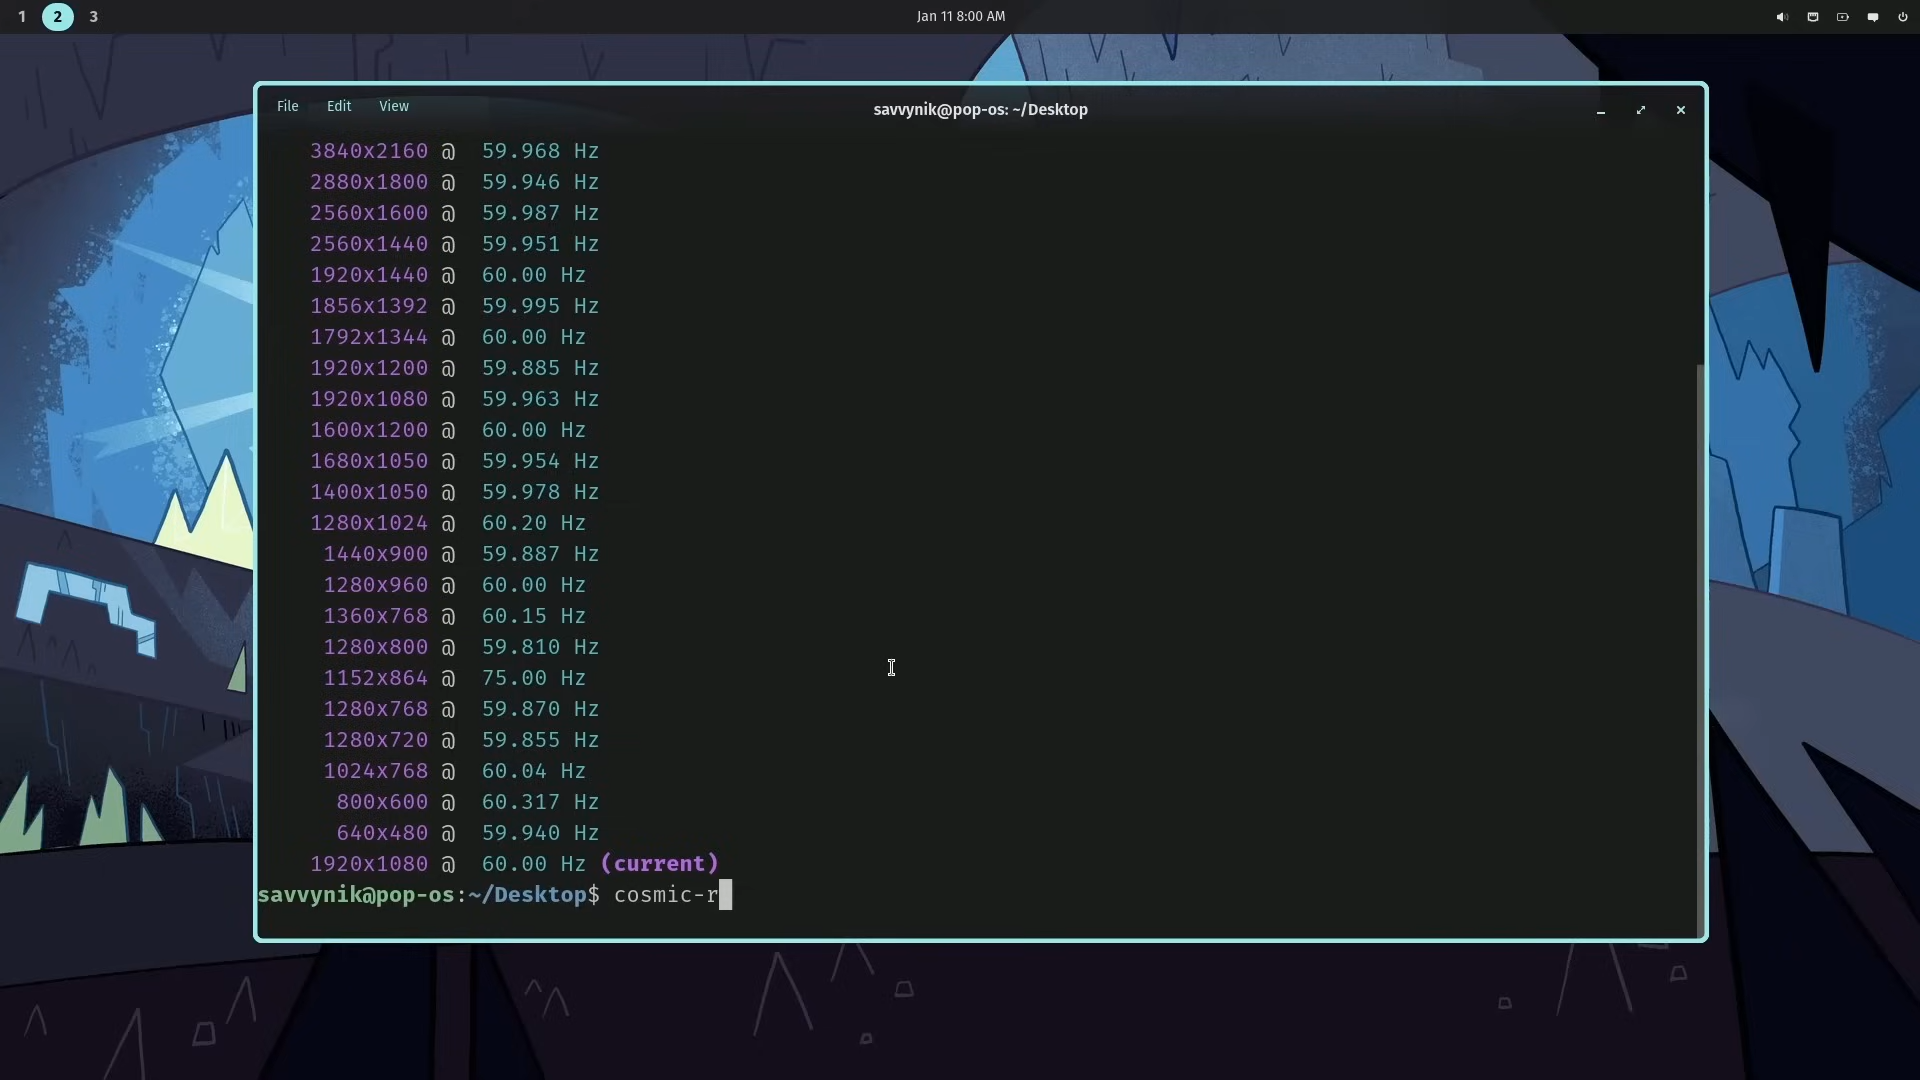 1 2 3 Jan 11 8:00 AM
File Edit View savvynik@pop-os: ~/Desktop
3840x2160 @ 59.968 Hz
2880x1800 @ 59.946 Hz
2560x1600 @ 59.987 Hz
2560x1440 @ 59.951 Hz
1920x1440 @ 60.00 Hz
1856x1392 @ 59.995 Hz
1792x1344 @ 60.00 Hz
1920x1200 @ 59.885 Hz
1920x1080 @ 59.963 Hz
1600x1200 @ 60.00 Hz
1680x1050 @ 59.954 Hz
1400x1050 @ 59.978 Hz
1280x1024 @ 60.20 Hz
1440x900 @ 59.887 Hz
1280x960 @ 60.00 Hz
1360x768 @ 60.15 Hz
1280x800 @ 59.810 Hz
1152x864 @ 75.00 Hz
1280x768 @ 59.870 Hz
1280x720 @ 59.855 Hz
1024x768 @ 60.04 Hz
800x600 @ 60.317 Hz
640x480 @ 59.940 Hz
1920x1080 @ 60.00 Hz (current)
savvynik@pop-os:~/Desktop$ cosmic-r